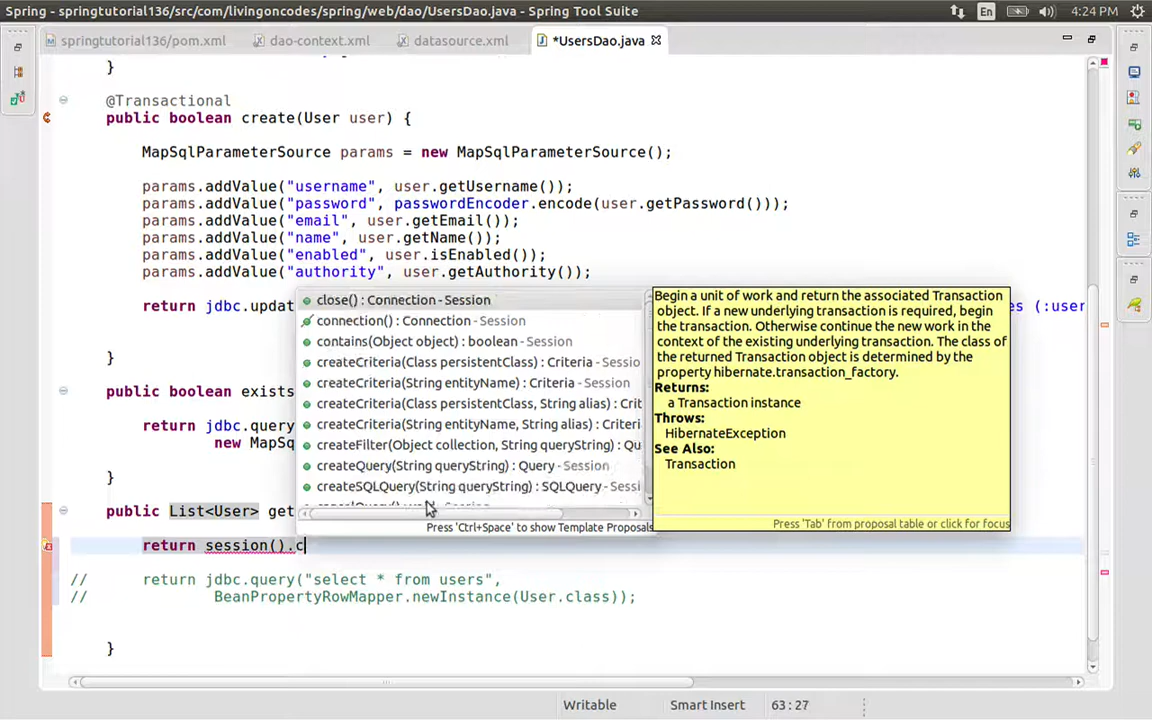 Spring - springtutorial136/src/com/livingoncodes/spring/web/dao/UsersDao.java - Spring Tool Suite
En
4:24 PM
springtutorial136/pom.xml
dao-context.xml
datasource.xml
*UsersDao.java
}
@Transactional
public boolean create(User user) {
MapSqlParameterSource params = new MapSqlParameterSource();
params.addValue("username", user.getUsername());
params.addValue("password", passwordEncoder.encode(user.getPassword()));
params.addValue("email", user.getEmail());
params.addValue("name", user.getName());
params.addValue("enabled", user.isEnabled());
params.addValue("authority", user.getAuthority());
return jdbc.updat
es (:user
}
public boolean exists
return jdbc.query
new MapSq
}
public List<User> get
return session().c
// return jdbc.query("select * from users",
// BeanPropertyRowMapper.newInstance(User.class));
}
close() : Connection - Session
connection() : Connection - Session
contains(Object object) : boolean - Session
createCriteria(Class persistentClass) : Criteria - Sessio
createCriteria(String entityName) : Criteria - Session
createCriteria(Class persistentClass, String alias) : Crit
createCriteria(String entityName, String alias) : Criteria
createFilter(Object collection, String queryString) : Qu
createQuery(String queryString) : Query - Session
createSQLQuery(String queryString) : SQLQuery - Sessi
Press 'Ctrl+Space' to show Template Proposals
Begin a unit of work and return the associated Transaction
object. If a new underlying transaction is required, begin
the transaction. Otherwise continue the new work in the
context of the existing underlying transaction. The class
of the returned Transaction object is determined by the
property hibernate.transaction_factory.
Returns:
a Transaction instance
Throws:
HibernateException
See Also:
Transaction
Press 'Tab' from proposal table or click for focus
Writable
Smart Insert
63 : 27